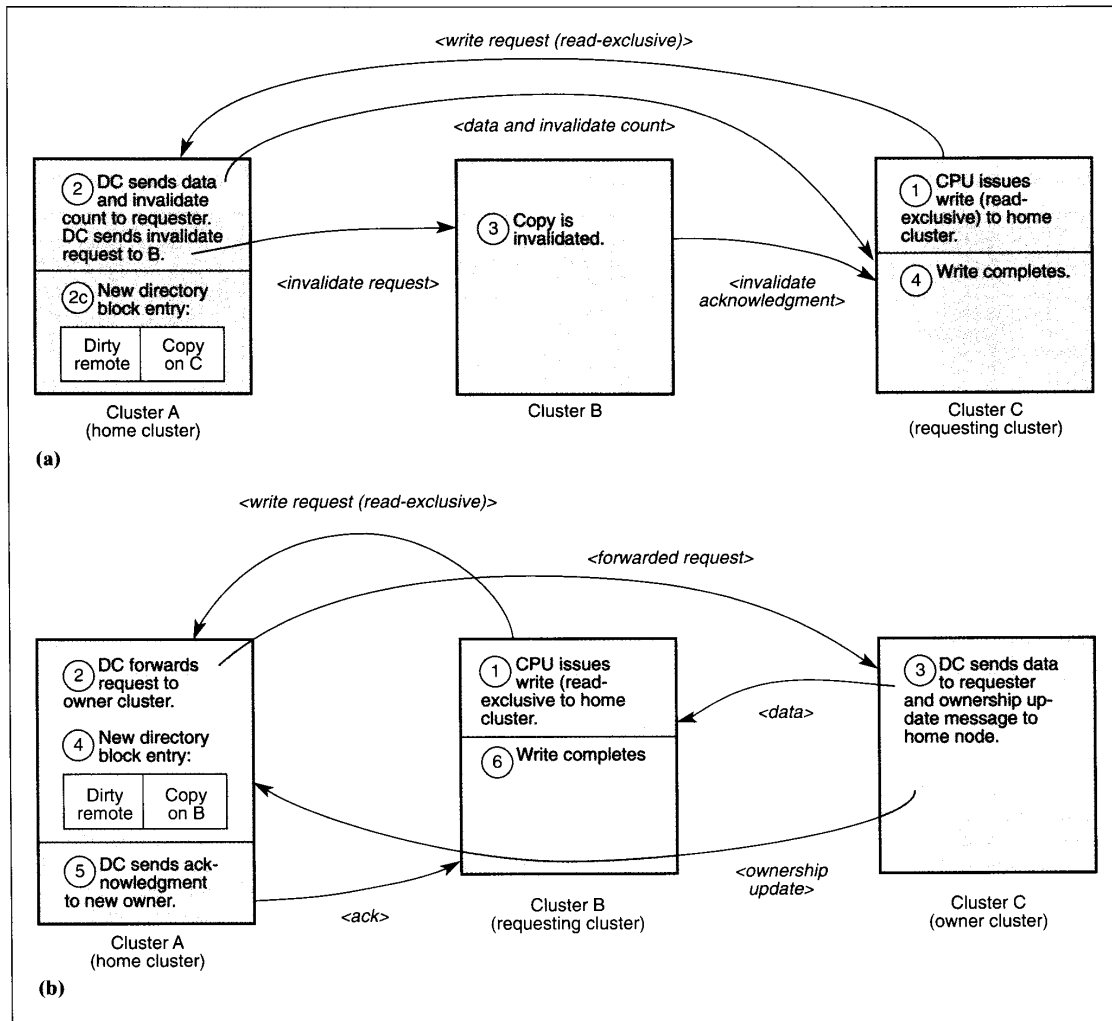 <write request (read-exclusive)>
<data and invalidate count>
2 DC sends data
and invalidate
count to requester.
DC sends invalidate
request to B.
2c New directory
block entry:
Dirty
remote
Copy
on C
Cluster A
(home cluster)
<invalidate request>
3 Copy is
invalidated.
Cluster B
<invalidate
acknowledgment>
1 CPU issues
write (read-
exclusive) to home
cluster.
4 Write completes.
Cluster C
(requesting cluster)
(a)
<write request (read-exclusive)>
<forwarded request>
2 DC forwards
request to
owner cluster.
4 New directory
block entry:
Dirty
remote
Copy
on B
5 DC sends ack-
nowledgment
to new owner.
Cluster A
(home cluster)
<ack>
1 CPU issues
write (read-
exclusive to home
cluster.
6 Write completes
Cluster B
(requesting cluster)
<data>
<ownership
update>
3 DC sends data
to requester
and ownership up-
date message to
home node.
Cluster C
(owner cluster)
(b)